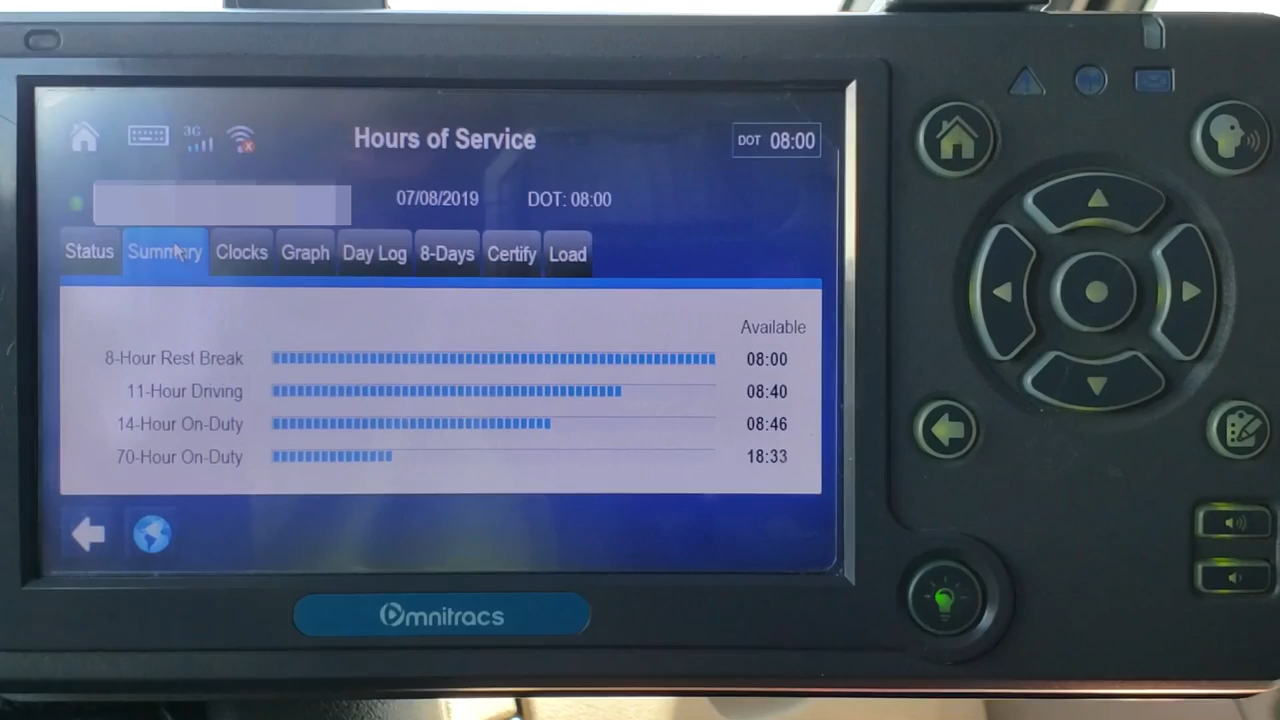 3G
Hours of Service
DOT 08:00
07/08/2019 DOT: 08:00
Status Summary Clocks Graph Day Log 8-Days Certify Load
Available
8-Hour Rest Break 08:00
11-Hour Driving 08:40
14-Hour On-Duty 08:46
70-Hour On-Duty 18:33
Omnitracs